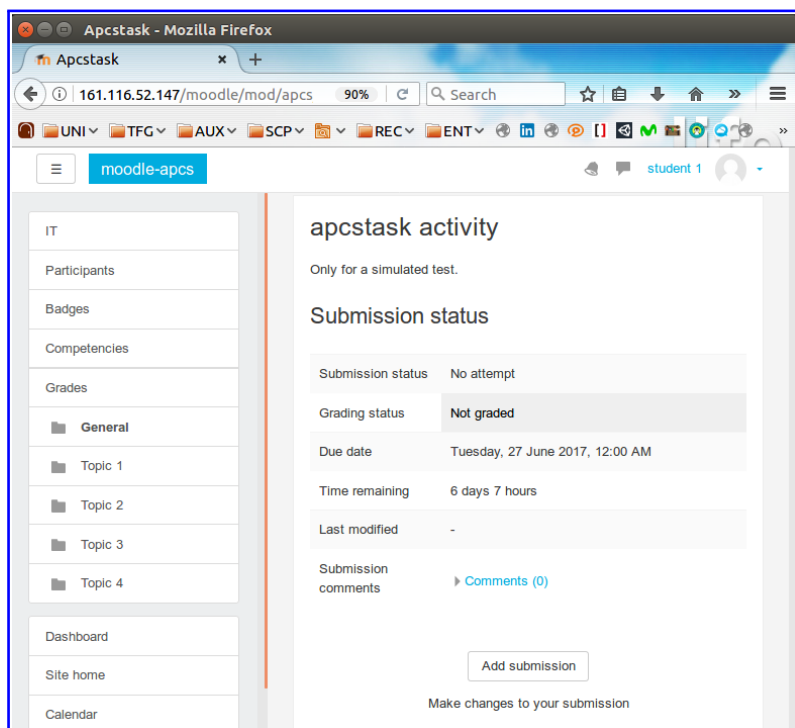 Apcstask - Mozilla Firefox
Apcstask × +
161.116.52.147/moodle/mod/apcs 90% Search
UNI TFG AUX SCP REC ENT
moodle-apcs student 1
IT
Participants
Badges
Competencies
Grades
General
Topic 1
Topic 2
Topic 3
Topic 4
Dashboard
Site home
Calendar
apcstask activity
Only for a simulated test.
Submission status
Submission status No attempt
Grading status Not graded
Due date Tuesday, 27 June 2017, 12:00 AM
Time remaining 6 days 7 hours
Last modified -
Submission
comments
Comments (0)
Add submission
Make changes to your submission